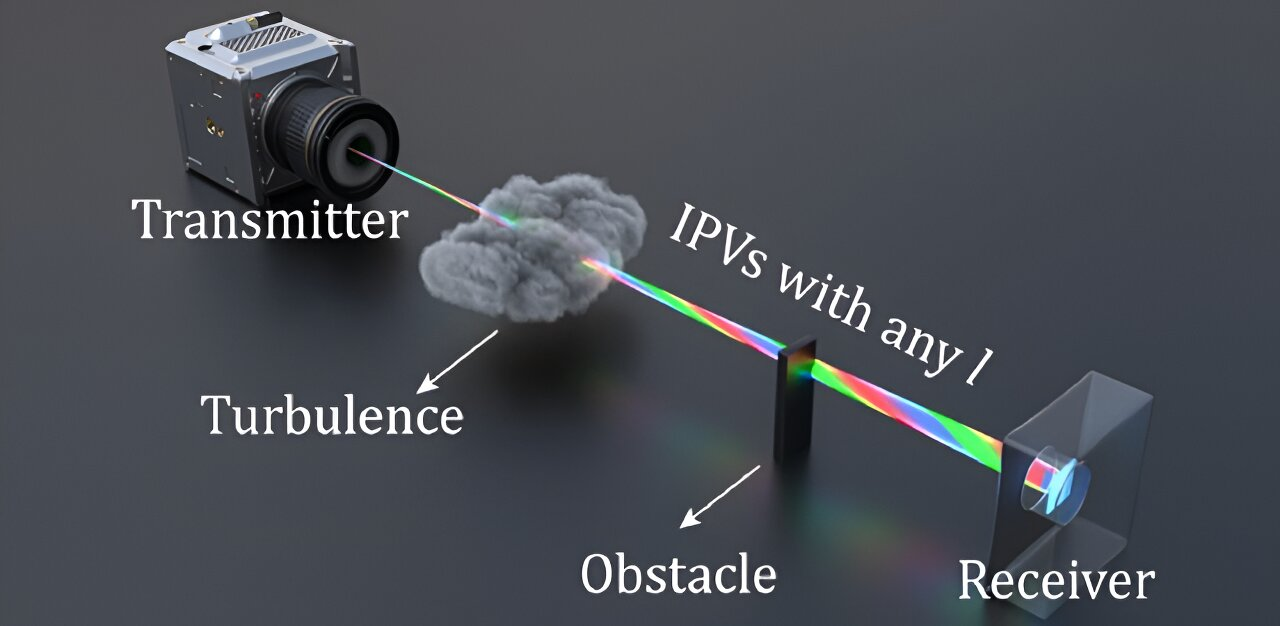 Transmitter
IPVs with any l
Turbulence
Obstacle
Receiver